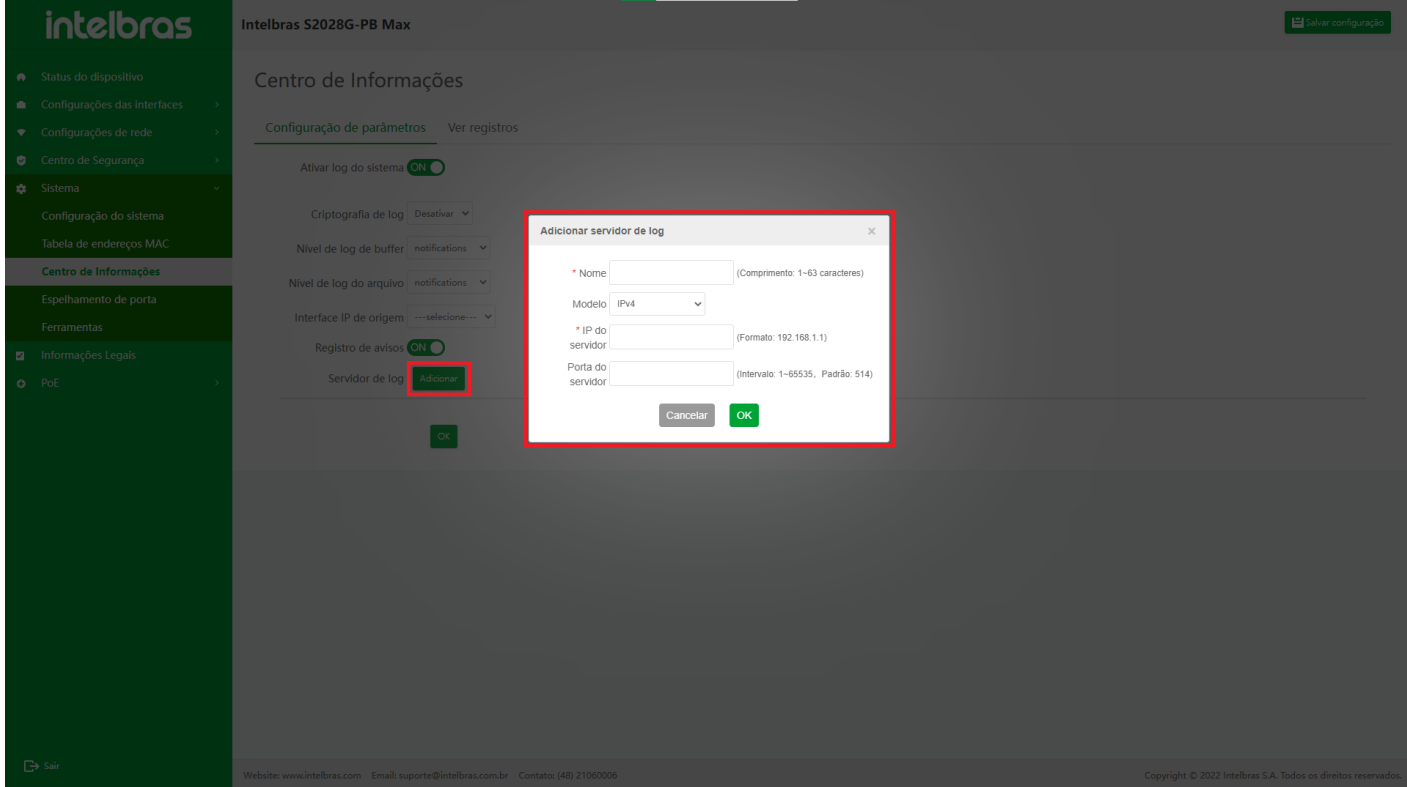 intelbras
Intelbras S2028G-PB Max
Salvar configuração
Status do dispositivo
Configurações das interfaces
Configurações de rede
Centro de Segurança
Sistema
Configuração do sistema
Tabela de endereços MAC
Centro de Informações
Espelhamento de porta
Ferramentas
Informações Legais
PoE
Sair
Centro de Informações
Configuração de parâmetros Ver registros
Ativar log do sistema ON
Criptografia de log Desativar
Nível de log de buffer notifications
Nível de log do arquivo notifications
Interface IP de origem ---selecione---
Registro de avisos ON
Servidor de log Adicionar
OK
Adicionar servidor de log ×
* Nome (Comprimento: 1~63 caracteres)
Modelo IPv4
* IP do
servidor (Formato: 192.168.1.1)
Porta do
servidor (Intervalo: 1~65535, Padrão: 514)
Cancelar OK
Website: www.intelbras.com Email: suporte@intelbras.com.br Contato: (48) 21060006
Copyright © 2022 Intelbras S.A. Todos os direitos reservados.